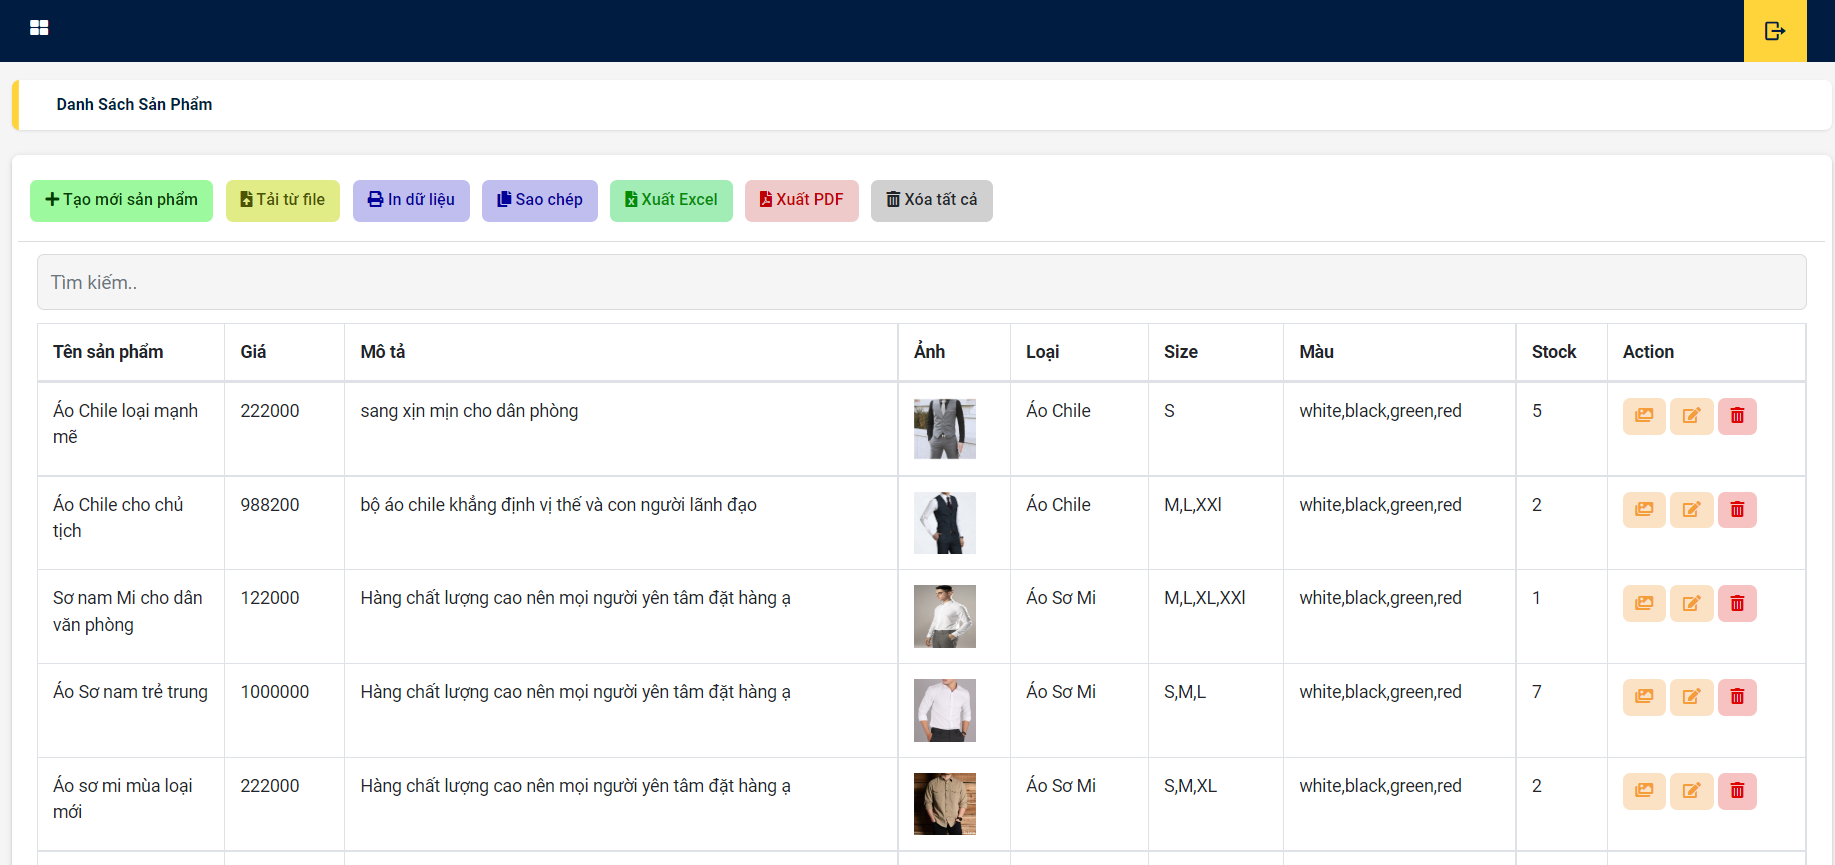 Danh Sách Sản Phẩm
Tạo mới sản phẩm Tải từ file In dữ liệu Sao chép Xuất Excel Xuất PDF Xóa tất cả
Tìm kiếm..
Tên sản phẩm Giá Mô tả Ảnh Loại Size Màu Stock Action
Áo Chile loại mạnh 222000 sang xịn mịn cho dân phòng Áo Chile S white,black,green,red 5
mẽ
Áo Chile cho chủ 988200 bộ áo chile khẳng định vị thế và con người lãnh đạo Áo Chile M,L,XXl white,black,green,red 2
tịch
Sơ nam Mi cho dân 122000 Hàng chất lượng cao nên mọi người yên tâm đặt hàng ạ Áo Sơ Mi M,L,XL,XXl white,black,green,red 1
văn phòng
Áo Sơ nam trẻ trung 1000000 Hàng chất lượng cao nên mọi người yên tâm đặt hàng ạ Áo Sơ Mi S,M,L white,black,green,red 7
Áo sơ mi mùa loại 222000 Hàng chất lượng cao nên mọi người yên tâm đặt hàng ạ Áo Sơ Mi S,M,XL white,black,green,red 2
mới